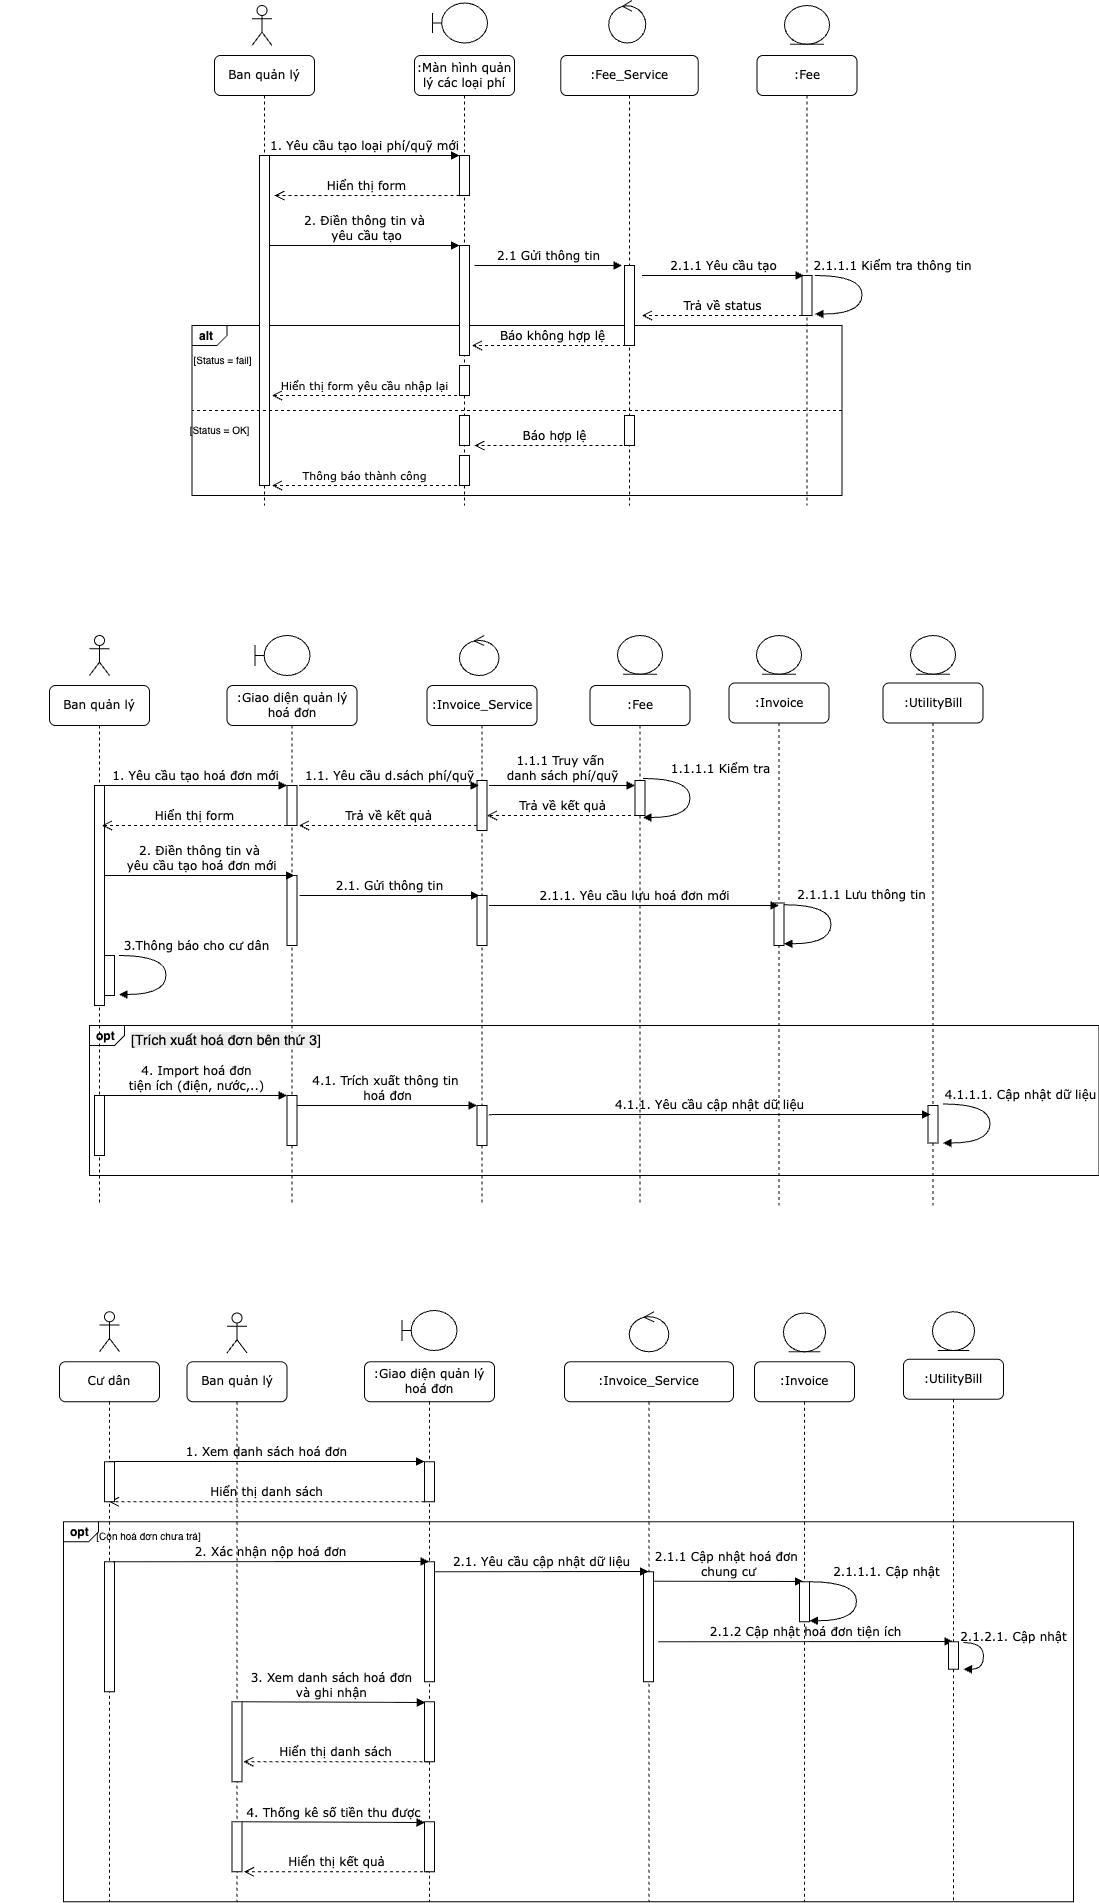 Ban quản lý
:Màn hình quản
lý các loại phí
:Fee_Service
:Fee
1. Yêu cầu tạo loại phí/quỹ mới
Hiển thị form
2. Điền thông tin và
yêu cầu tạo
2.1 Gửi thông tin
2.1.1 Yêu cầu tạo
2.1.1.1 Kiểm tra thông tin
Trả về status
alt
Báo không hợp lệ
[Status = fail]
Hiển thị form yêu cầu nhập lại
[Status = OK]
Báo hợp lệ
Thông báo thành công
Ban quản lý
:Giao diện quản lý
hoá đơn
:Invoice_Service
:Fee
:Invoice
:UtilityBill
1. Yêu cầu tạo hoá đơn mới
1.1. Yêu cầu d.sách phí/quỹ
1.1.1 Truy vấn
danh sách phí/quỹ
1.1.1.1 Kiểm tra
Hiển thị form
Trả về kết quả
Trả về kết quả
2. Điền thông tin và
yêu cầu tạo hoá đơn mới
2.1. Gửi thông tin
2.1.1. Yêu cầu lưu hoá đơn mới
2.1.1.1 Lưu thông tin
3.Thông báo cho cư dân
opt
[Trích xuất hoá đơn bên thứ 3]
4. Import hoá đơn
tiện ích (điện, nước,..)
4.1. Trích xuất thông tin
hoá đơn
4.1.1. Yêu cầu cập nhật dữ liệu
4.1.1.1. Cập nhật dữ liệu
Cư dân
Ban quản lý
:Giao diện quản lý
hoá đơn
:Invoice_Service
:Invoice
:UtilityBill
1. Xem danh sách hoá đơn
Hiển thị danh sách
opt
[Còn hoá đơn chưa trả]
2. Xác nhận nộp hoá đơn
2.1. Yêu cầu cập nhật dữ liệu
2.1.1 Cập nhật hoá đơn
chung cư
2.1.1.1. Cập nhật
2.1.2 Cập nhật hoá đơn tiện ích
2.1.2.1. Cập nhật
3. Xem danh sách hoá đơn
và ghi nhận
Hiển thị danh sách
4. Thống kê số tiền thu được
Hiển thị kết quả